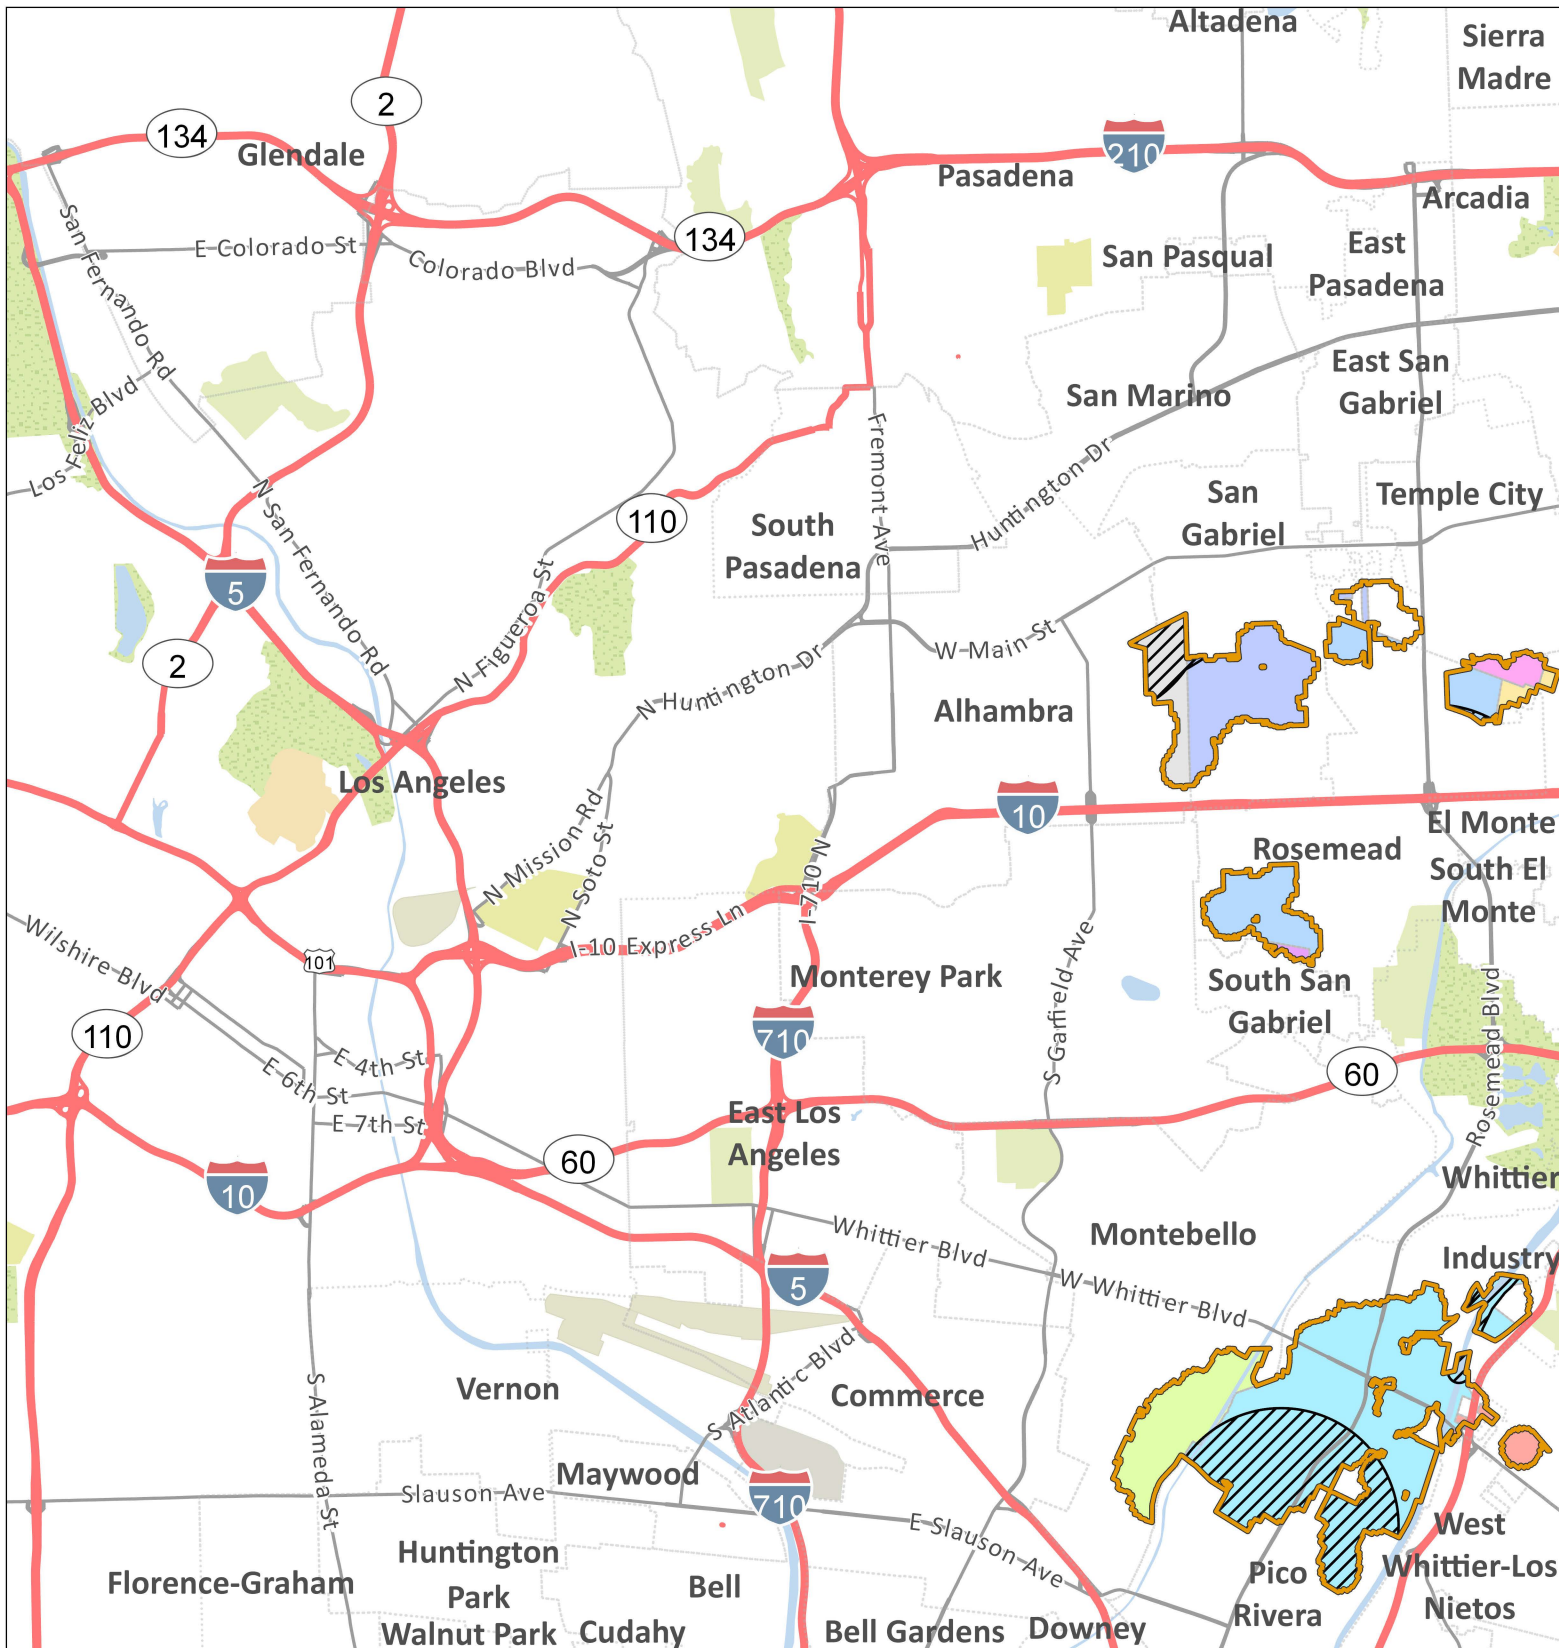 Altadena
Sierra
Madre
2
134
Glendale
210
Pasadena
Arcadia
San Fernando Rd
E Colorado St
Colorado Blvd
134
San Pasqual
East
Pasadena
East San
Gabriel
San Marino
Los Feliz Blvd
Fremont Ave
Huntington Dr
N San Fernando Rd
110
South
Pasadena
San
Gabriel
Temple City
5
2
N Figueroa St
W Main St
N Huntington Dr
Alhambra
Los Angeles
10
N Mission Rd
N Soto St
I-710 N
I-10 Express Ln
El Monte
Rosemead
South El
Monte
Wilshire Blvd
101
Monterey Park
South San
Gabriel
S Garfield Ave
Rosemead Blvd
110
710
E 4th St
E 6th St
E 7th St
60
East Los
Angeles
60
10
Whittier
Whittier Blvd
Montebello
Industry
5
W Whittier Blvd
S Alameda St
Vernon
S Atlantic Blvd
Commerce
Maywood
Slauson Ave
710
E Slauson Ave
West
Whittier-Los
Nietos
Huntington
Park
Florence-Graham
Bell
Pico
Rivera
Walnut Park
Cudahy
Bell Gardens
Downey